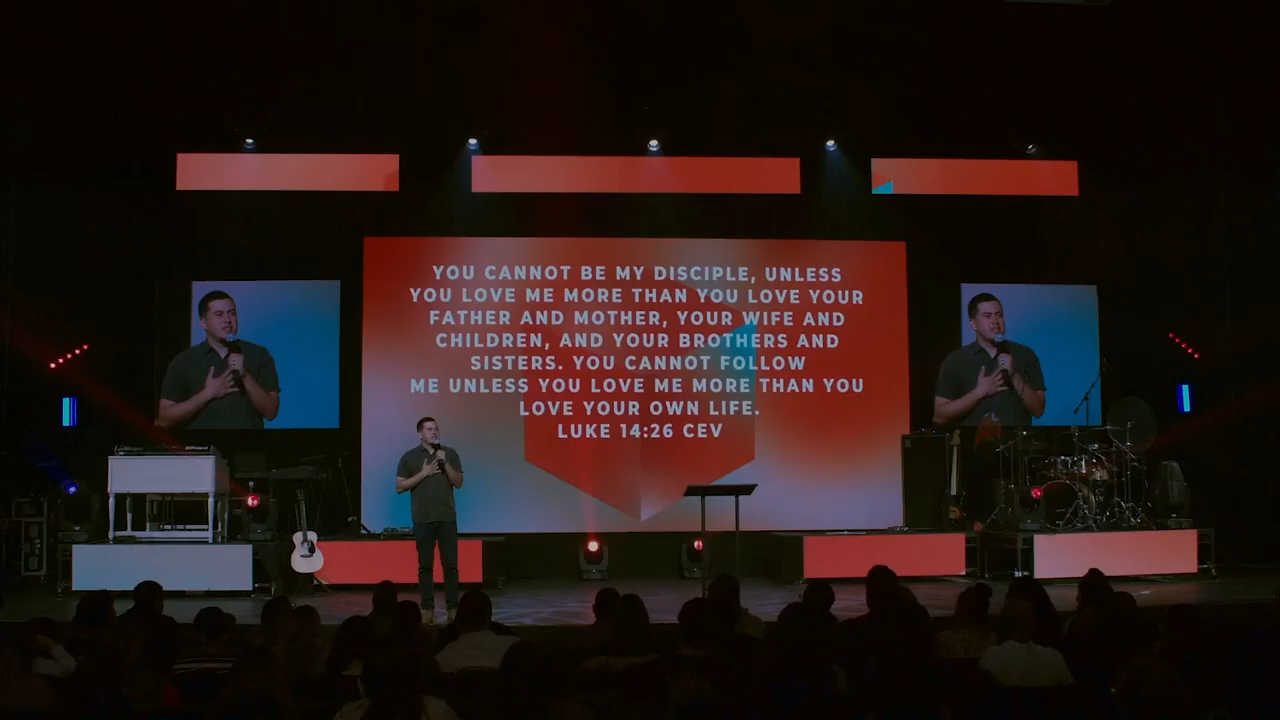 YOU CANNOT BE MY DISCIPLE, UNLESS
YOU LOVE ME MORE THAN YOU LOVE YOUR
FATHER AND MOTHER, YOUR WIFE AND
CHILDREN, AND YOUR BROTHERS AND
SISTERS. YOU CANNOT FOLLOW
ME UNLESS YOU LOVE ME MORE THAN YOU
LOVE YOUR OWN LIFE.
LUKE 14:26 CEV
Roland